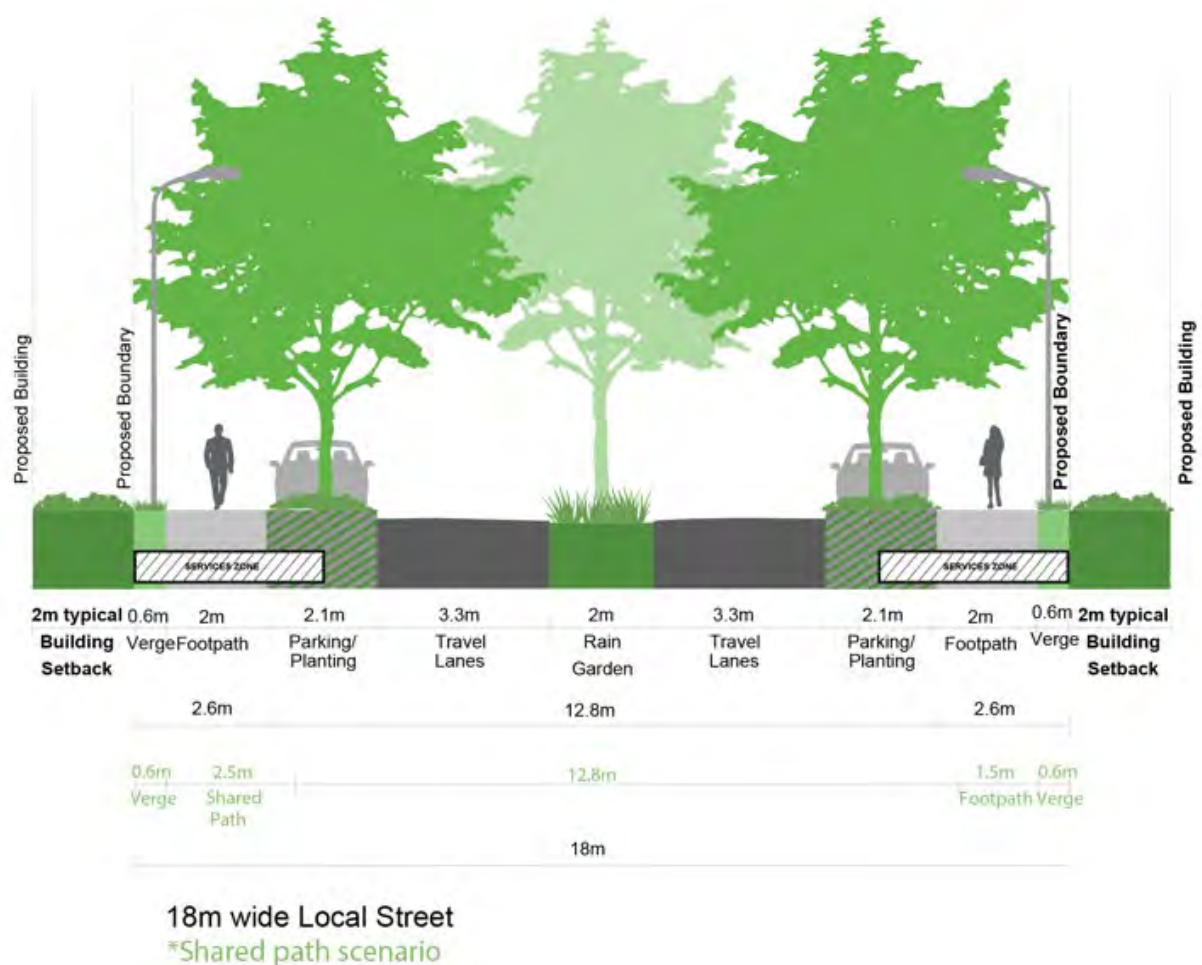 Proposed Building
Proposed Boundary
Proposed Boundary
Proposed Building
SERVICES ZONE
SERVICES ZONE
2m typical 0.6m 2m 2.1m 3.3m 2m 3.3m 2.1m 2m 0.6m 2m typical
Building Verge Footpath Parking/ Travel Rain Travel Parking/ Footpath Verge Building
Setback Planting Lanes Garden Lanes Planting Setback
2.6m 12.8m 2.6m
0.6m 2.5m 12.8m 1.5m 0.6m
Verge Shared Footpath Verge
Path
18m
18m wide Local Street
*Shared path scenario